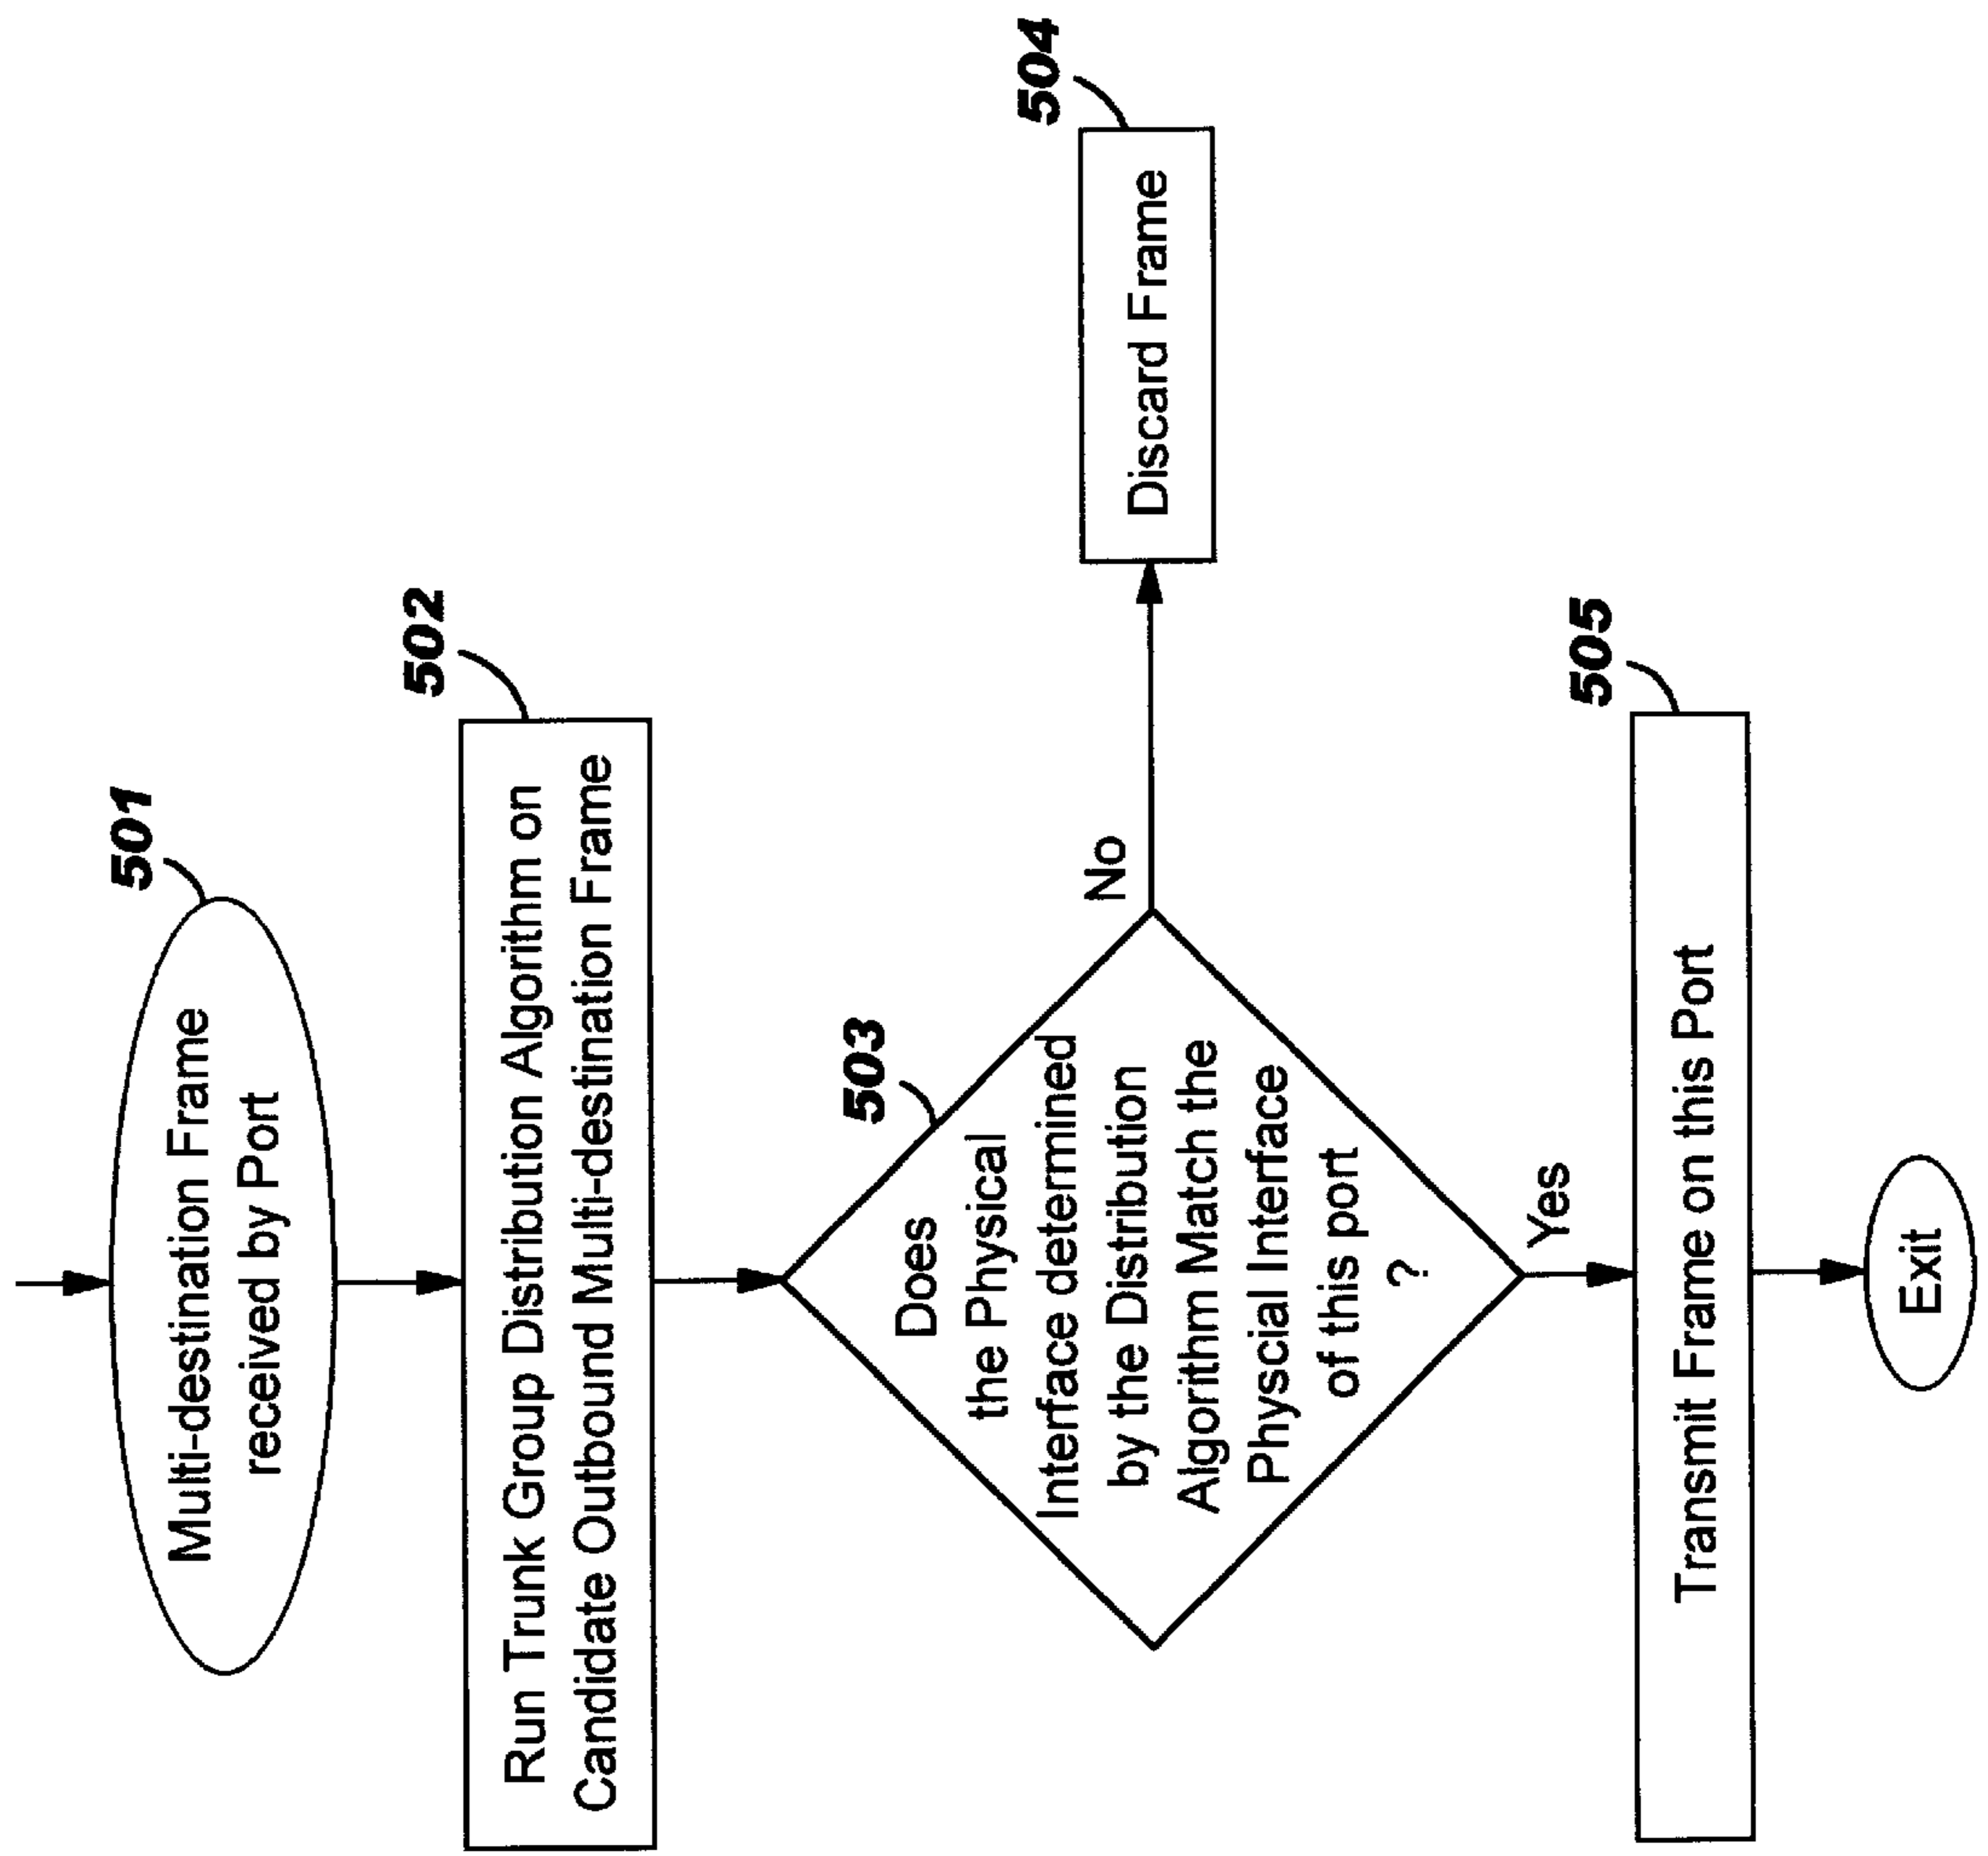 501
Multi-destination Frame
received by Port
502
Run Trunk Group Distribution Algorithm on
Candidate Outbound Multi-destination Frame
503
Does
the Physical
Interface determined
by the Distribution
Algorithm Match the
Physcial Interface
of this port
?
No
504
Discard Frame
Yes
505
Transmit Frame on this Port
Exit